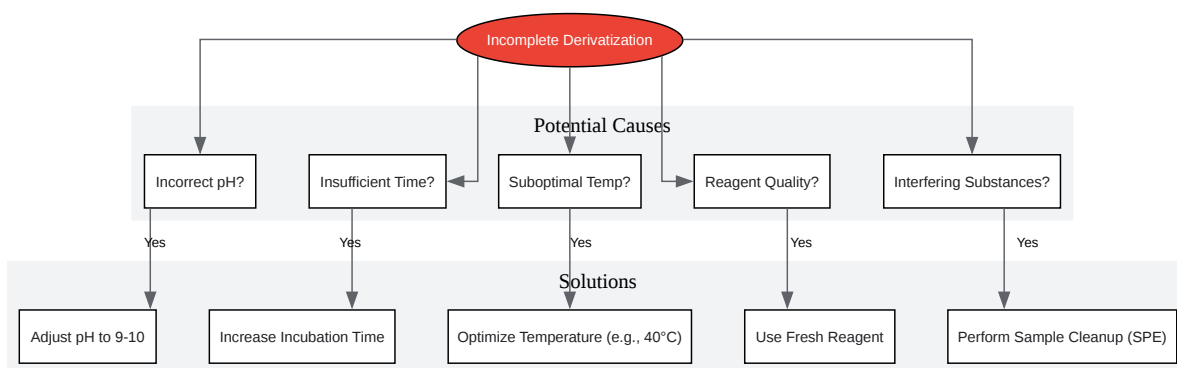 Incomplete Derivatization
Potential Causes
Incorrect pH?
Insufficient Time?
Suboptimal Temp?
Reagent Quality?
Interfering Substances?
Yes
Yes
Yes
Yes
Yes
Solutions
Adjust pH to 9-10
Increase Incubation Time
Optimize Temperature (e.g., 40°C)
Use Fresh Reagent
Perform Sample Cleanup (SPE)